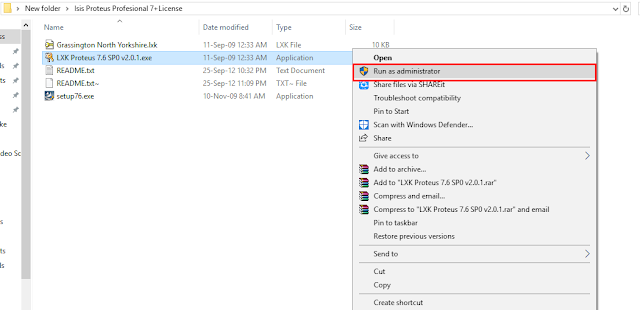 New folder > Isis Proteus Profesional 7+License
Name Date modified Type Size
ss
Grassington North Yorkshire.lxk 11-Sep-09 12:33 AM LXK File 10 KB
LXK Proteus 7.6 SP0 v2.0.1.exe 11-Sep-09 12:33 AM Application
README.txt 25-Sep-12 10:32 PM Text Document
ds
README.txt~ 25-Sep-12 11:09 PM TXT~ File
ts
setup76.exe 10-Nov-09 8:41 AM Application
Open
Run as administrator
Share files via SHAREit
Troubleshoot compatibility
Pin to Start
ke
Scan with Windows Defender...
Share
deo Sc
Give access to
Add to archive...
Add to "LXK Proteus 7.6 SP0 v2.0.1.rar"
Compress and email...
Compress to "LXK Proteus 7.6 SP0 v2.0.1.rar" and email
Pin to taskbar
Restore previous versions
ts
Send to
ds
Cut
Copy
Create shortcut